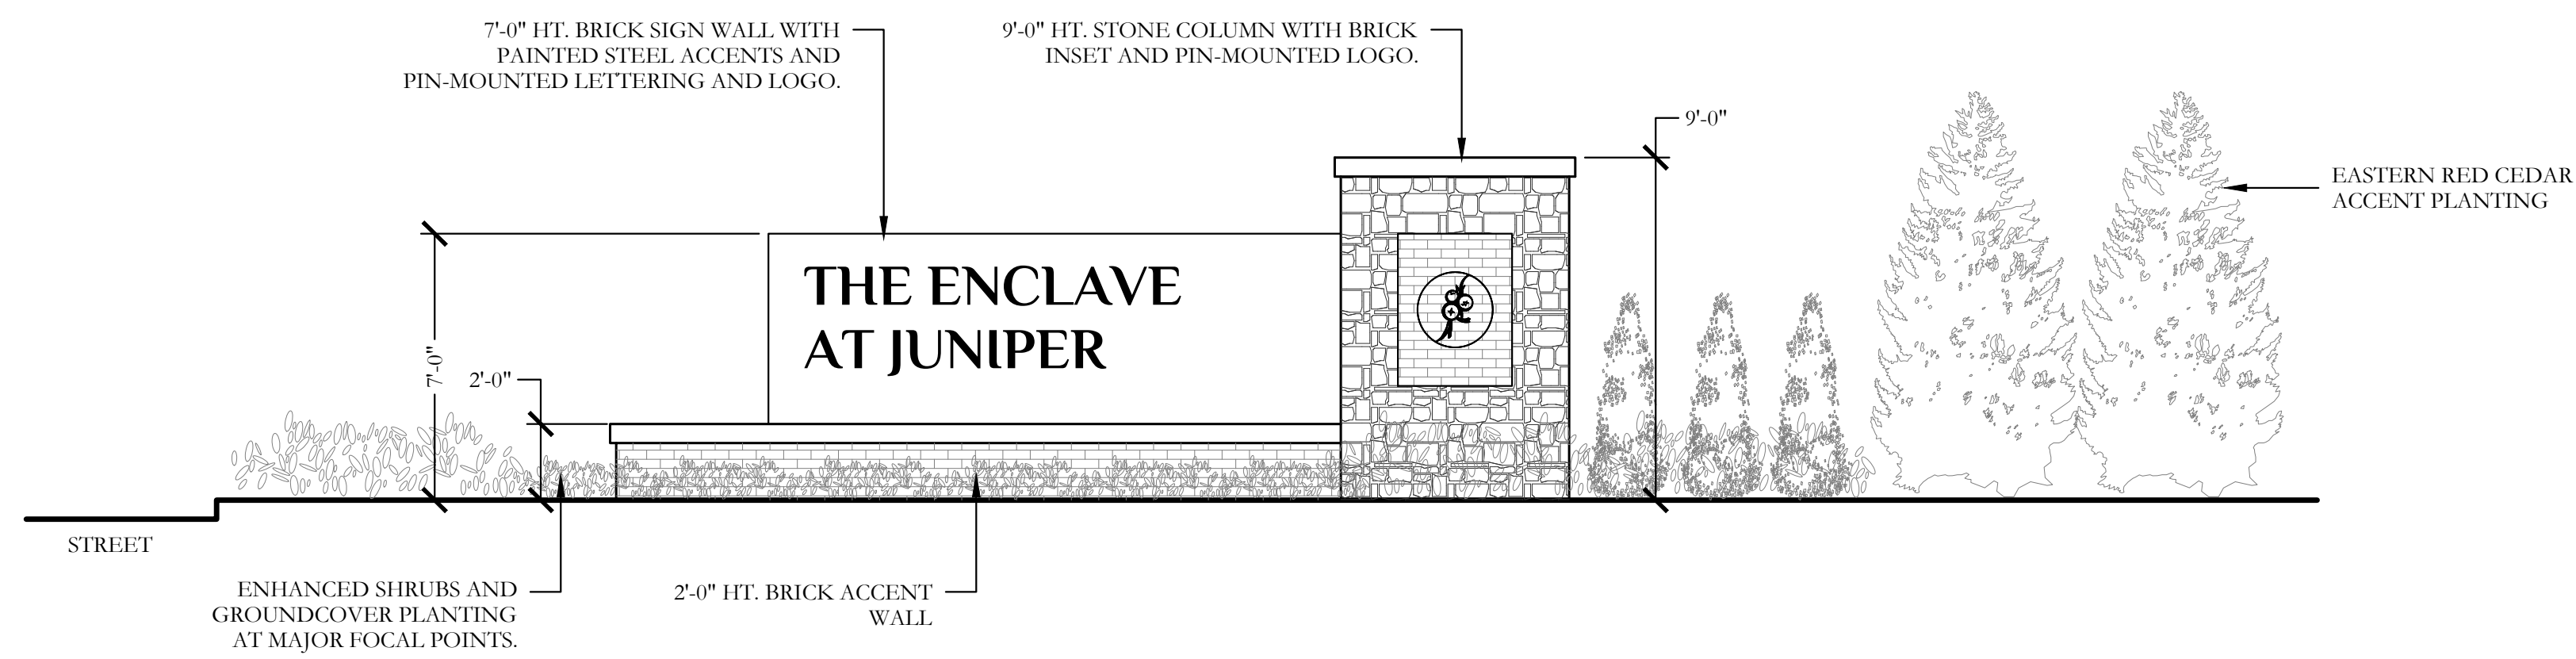 7'-0" HT. BRICK SIGN WALL WITH
PAINTED STEEL ACCENTS AND
PIN-MOUNTED LETTERING AND LOGO.
9'-0" HT. STONE COLUMN WITH BRICK
INSET AND PIN-MOUNTED LOGO.
9'-0"
EASTERN RED CEDAR
ACCENT PLANTING
THE ENCLAVE
AT JUNIPER
7'-0"
2'-0"
STREET
ENHANCED SHRUBS AND
GROUNDCOVER PLANTING
AT MAJOR FOCAL POINTS.
2'-0" HT. BRICK ACCENT
WALL